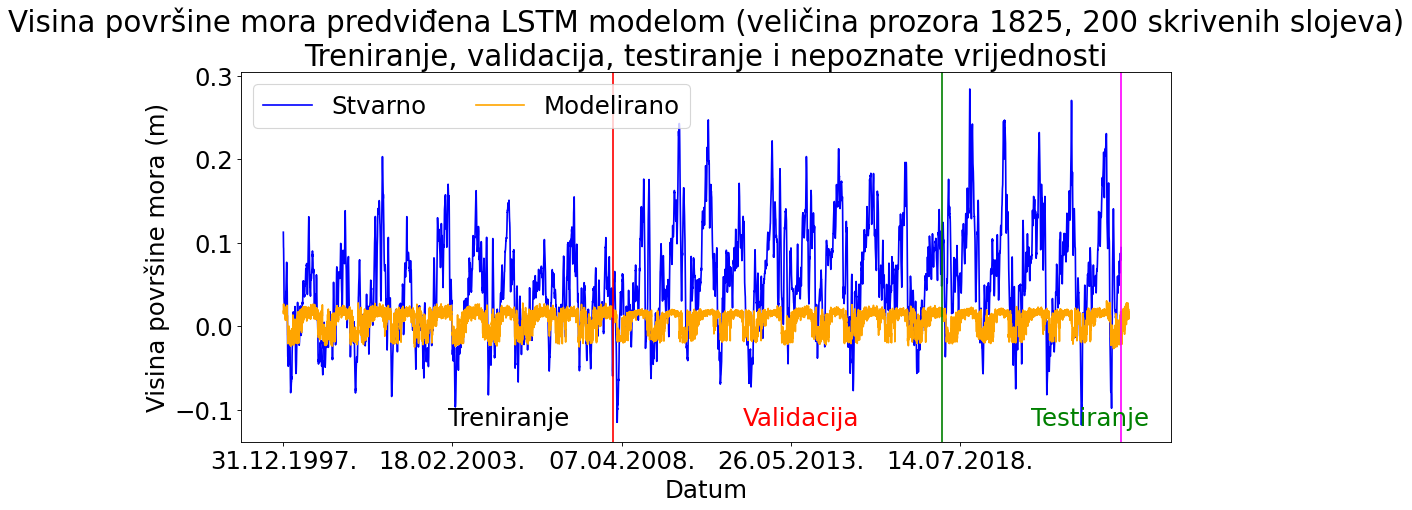 Visina površine mora predviđena LSTM modelom (veličina prozora 1825, 200 skrivenih slojeva)
Treniranje, validacija, testiranje i nepoznate vrijednosti
Stvarno Modelirano
Visina površine mora (m)
0.3
0.2
0.1
0.0
−0.1
Treniranje Validacija Testiranje
31.12.1997. 18.02.2003. 07.04.2008. 26.05.2013. 14.07.2018.
Datum